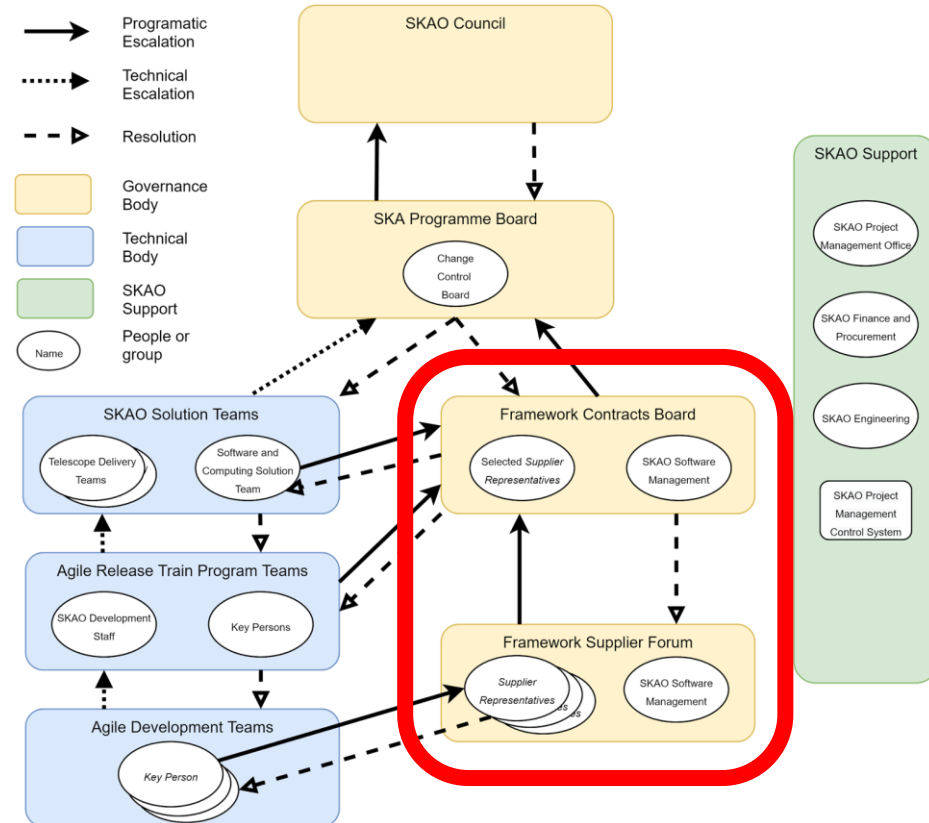 Programatic
Escalation
Technical
Escalation
Resolution
Governance
Body
Technical
Body
SKAO
Support
Name
People or
group
SKAO Council
SKA Programme Board
Change
Control
Board
SKAO Solution Teams
Telescope Delivery
Teams
Software and
Computing Solution
Team
Framework Contracts Board
Selected Supplier
Representatives
SKAO Software
Management
Agile Release Train Program Teams
SKAO Development
Staff
Key Persons
Framework Supplier Forum
Supplier
Representatives
es
es
SKAO Software
Management
Agile Development Teams
Key Person
SKAO Support
SKAO Project
Management Office
SKAO Finance and
Procurement
SKAO Engineering
SKAO Project
Management
Control System